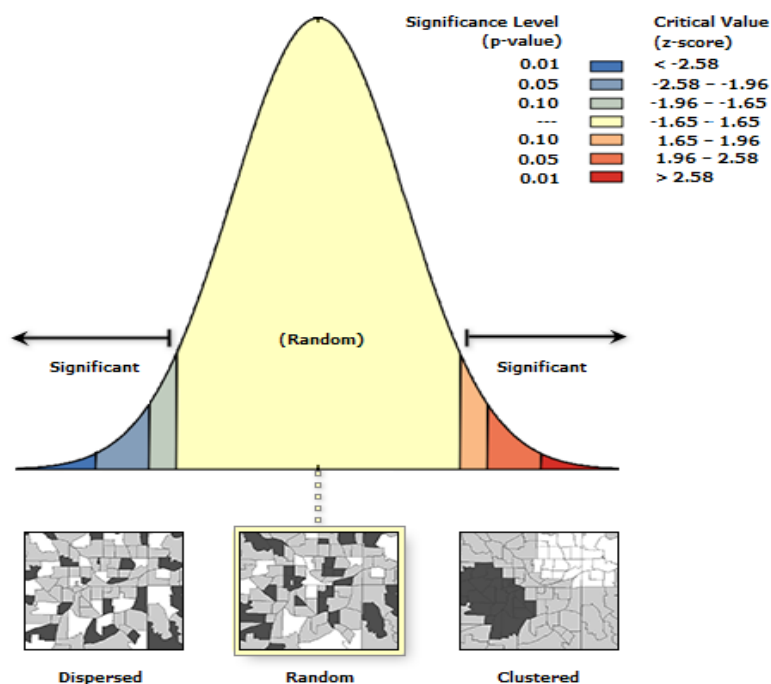 Significance Level Critical Value
(p-value) (z-score)
0.01 < -2.58
0.05 -2.58 – -1.96
0.10 -1.96 – -1.65
--- -1.65 - 1.65
0.10 1.65 – 1.96
0.05 1.96 – 2.58
0.01 > 2.58
(Random)
Significant Significant
Dispersed Random Clustered